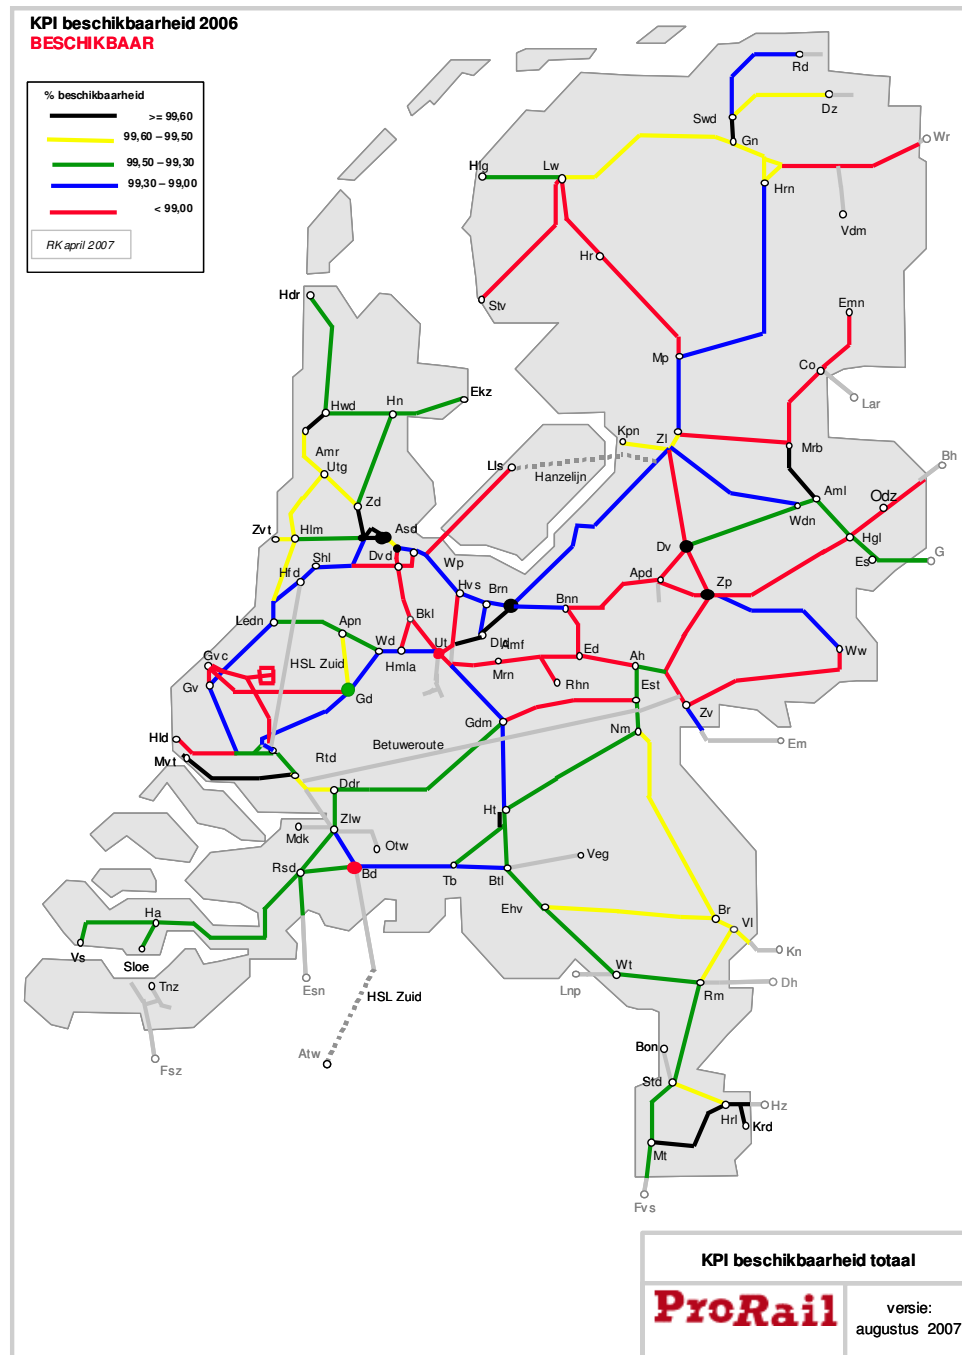 KPI beschikbaarheid 2006
BESCHIKBAAR
% beschikbaarheid
>= 99,60
99,60 – 99,50
99,50 – 99,30
99,30 – 99,00
< 99,00
RK april 2007
Rd
Dz
Swd
Gn
Wr
Hlg
Lw
Hrn
Vdm
Hr
Stv
Hdr
Emn
Mp
Co
Lar
Ekz
Hwd
Hn
Kpn
Zl
Mrb
Amr
Utg
Lls
Hanzelijn
Bh
Zd
Aml
Odz
Wdn
Zvt
Hlm
Asd
Dvd
Wp
Dv
Hgl
Es
G
Shl
Hfd
Hvs
Brn
Apd
Zp
Bnn
Ledn
Apn
Bkl
Wd
Ut
Dld
Amf
Hmla
Gvc
HSL Zuid
Ed
Ah
Ww
Gv
Gd
Mrn
Rhn
Est
Zv
Hld
Gdm
Nm
Em
Mvt
Rtd
Betuweroute
Ddr
Ht
Zlw
Mdk
Otw
Veg
Rsd
Bd
Tb
Btl
Ehv
Br
Vl
Ha
Kn
Vs
Sloe
Wt
Tnz
Esn
Lnp
Rm
Dh
HSL Zuid
Fsz
Atw
Bon
Std
Hz
Hrl
Krd
Mt
Fvs
KPI beschikbaarheid totaal
ProRail
versie:
augustus 2007